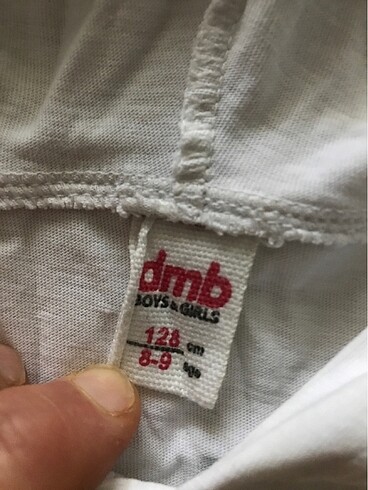 dmb
BOYS & GIRLS
128 cm
8-9 age